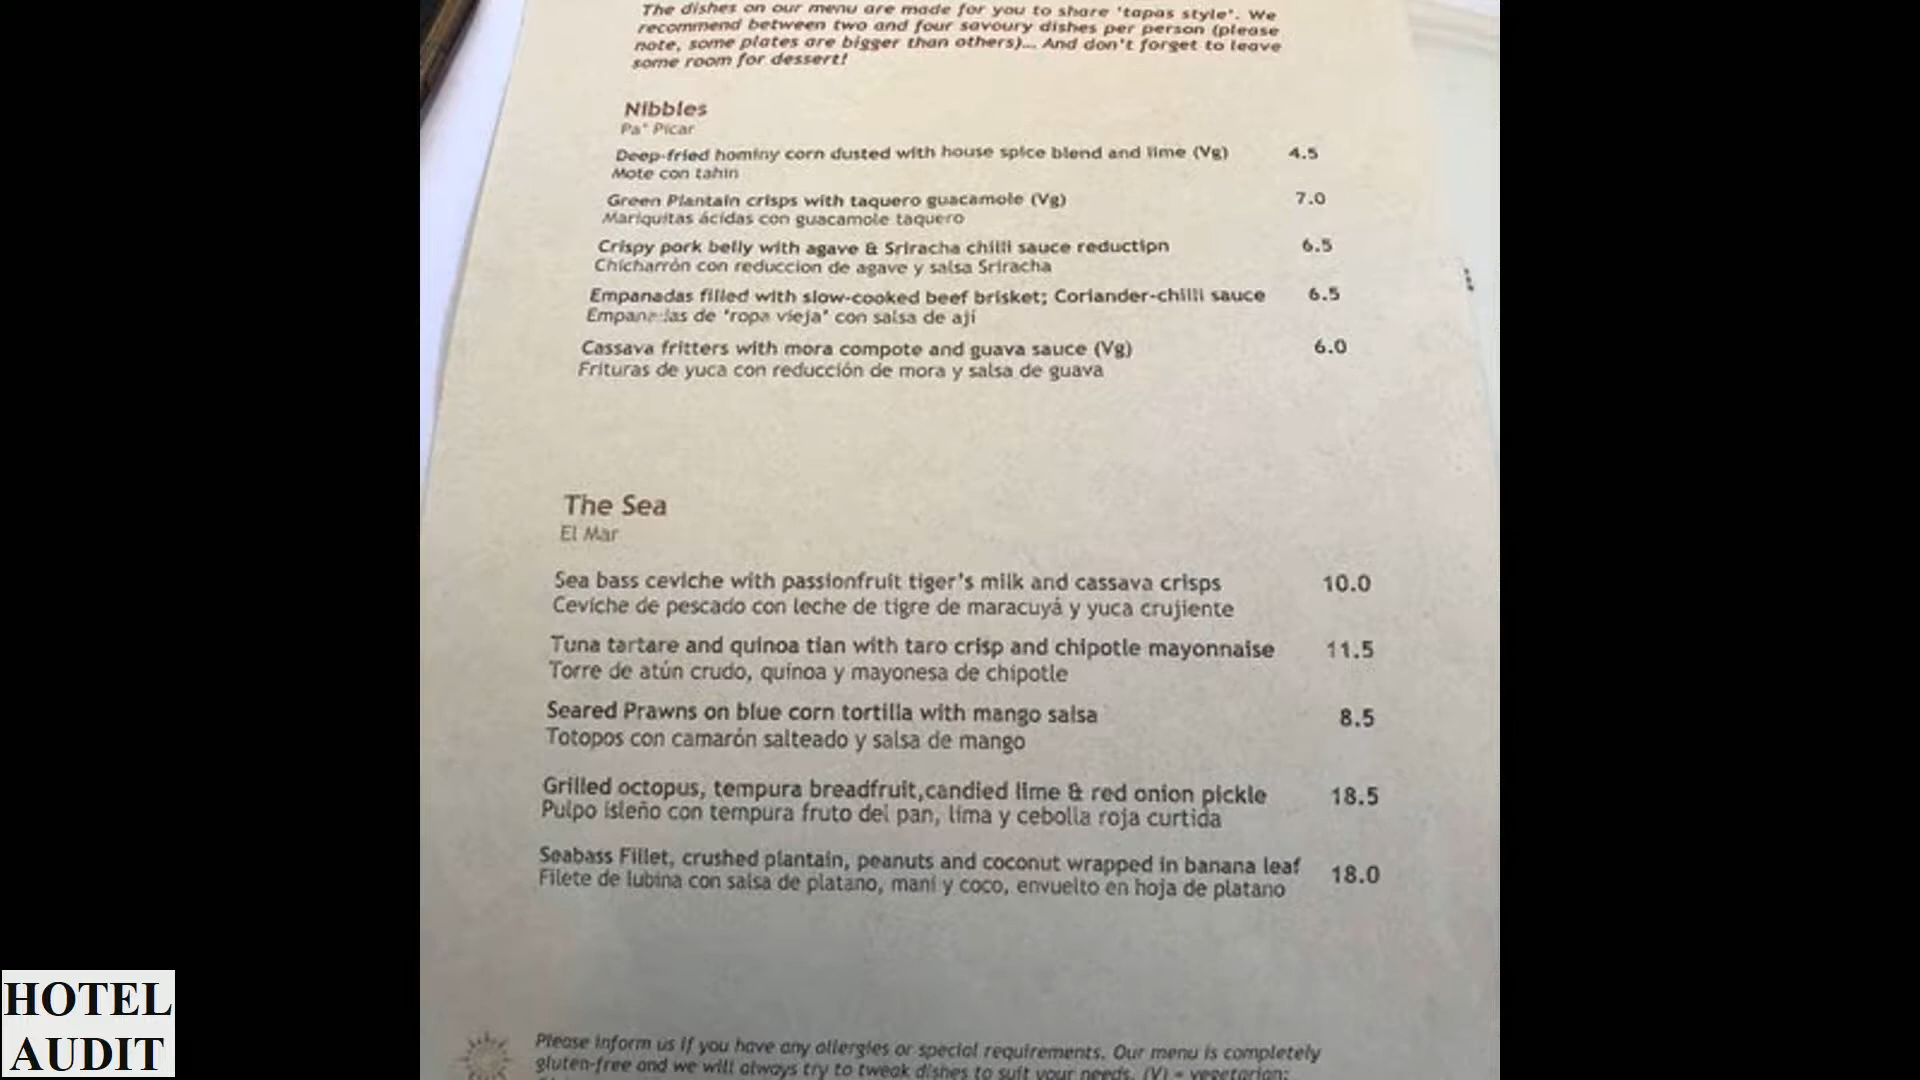 The dishes on our menu are made for you to share 'tapas style'. We
recommend between two and four savoury dishes per person (please
note, some plates are bigger than others)... And don't forget to leave
some room for dessert!
Nibbles
Pa' Picar
Deep-fried hominy corn dusted with house spice blend and lime (Vg) 4.5
Mote con tahin
Green Plantain crisps with taquero guacamole (Vg) 7.0
Mariquitas ácidas con guacamole taquero
Crispy pork belly with agave & Sriracha chilli sauce reduction 6.5
Chicharrón con reduccion de agave y salsa Sriracha
Empanadas filled with slow-cooked beef brisket; Coriander-chilli sauce 6.5
Empanadas de 'ropa vieja' con salsa de ají
Cassava fritters with mora compote and guava sauce (Vg) 6.0
Frituras de yuca con reducción de mora y salsa de guava
The Sea
El Mar
Sea bass ceviche with passionfruit tiger's milk and cassava crisps 10.0
Ceviche de pescado con leche de tigre de maracuyá y yuca crujiente
Tuna tartare and quinoa tian with taro crisp and chipotle mayonnaise 11.5
Torre de atún crudo, quinoa y mayonesa de chipotle
Seared Prawns on blue corn tortilla with mango salsa 8.5
Totopos con camarón salteado y salsa de mango
Grilled octopus, tempura breadfruit,candied lime & red onion pickle 18.5
Pulpo isleño con tempura fruto del pan, lima y cebolla roja curtida
Seabass Fillet, crushed plantain, peanuts and coconut wrapped in banana leaf 18.0
Filete de lubina con salsa de platano, mani y coco, envuelto en hoja de platano
Please inform us if you have any allergies or special requirements. Our menu is completely
gluten-free and we will always try to tweak dishes to suit your needs. (V) = vegetarian;
HOTEL
AUDIT